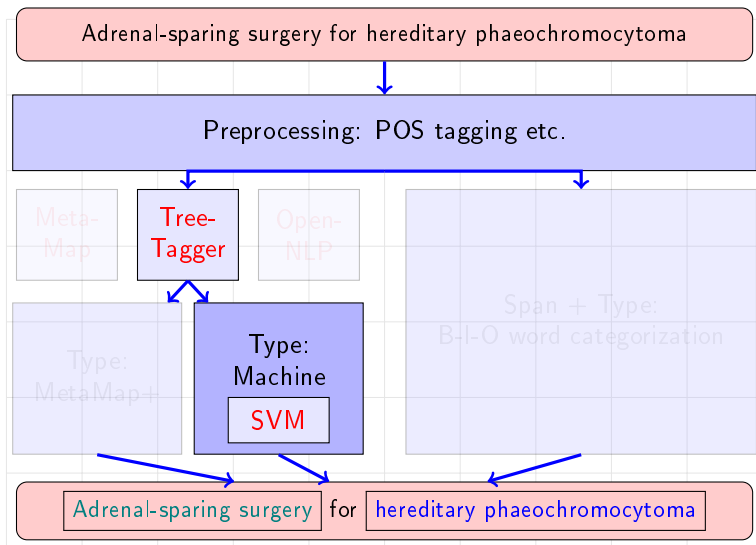 Adrenal-sparing surgery for hereditary phaeochromocytoma
Preprocessing: POS tagging etc.
Meta-
Map
Tree-
Tagger
Open-
NLP
Span + Type:
B-I-O word categorization
Type:
MetaMap+
Type:
Machine
SVM
Adrenal-sparing surgery for hereditary phaeochromocytoma